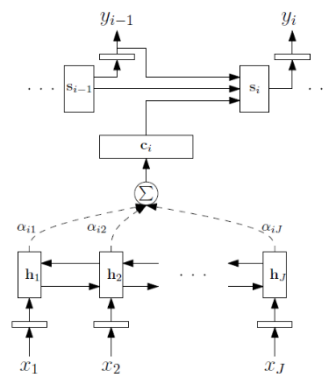 y_{i-1} y_i
. . . s_{i-1} s_i . . .
c_i
Σ
α_{i1} α_{i2} α_{iJ}
h_1 h_2 . . . h_J
x_1 x_2 x_J